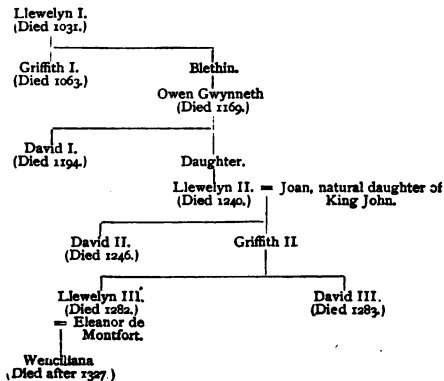 Llewelyn I.
(Died 1031.)
Griffith I.
(Died 1063.)
Blethin.
Owen Gwynneth
(Died 1169.)
David I.
(Died 1194.)
Daughter.
Llewelyn II. = Joan, natural daughter of
(Died 1240.) King John.
David II.
(Died 1246.)
Griffith II
Llewelyn III.
(Died 1282.)
= Eleanor de
Montfort.
David III.
(Died 1283.)
Wencliana
(Died after 1327.)